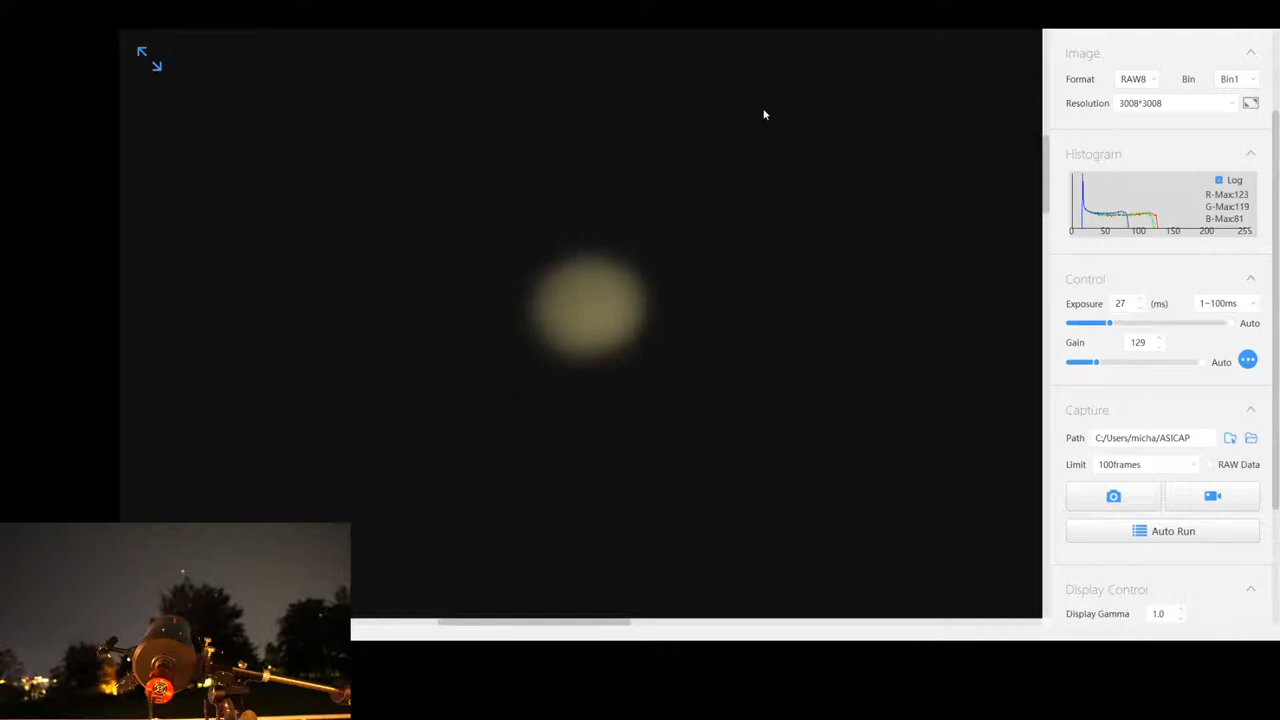 Image
Format RAW8 Bin Bin1
Resolution 3008*3008
Histogram
Log
R-Max:123
G-Max:119
B-Max:81
0 50 100 150 200 255
Control
Exposure 27 (ms) 1~100ms
Auto
Gain 129
Auto
Capture
Path C:/Users/micha/ASICAP
Limit 100frames RAW Data
Auto Run
Display Control
Display Gamma 1.0